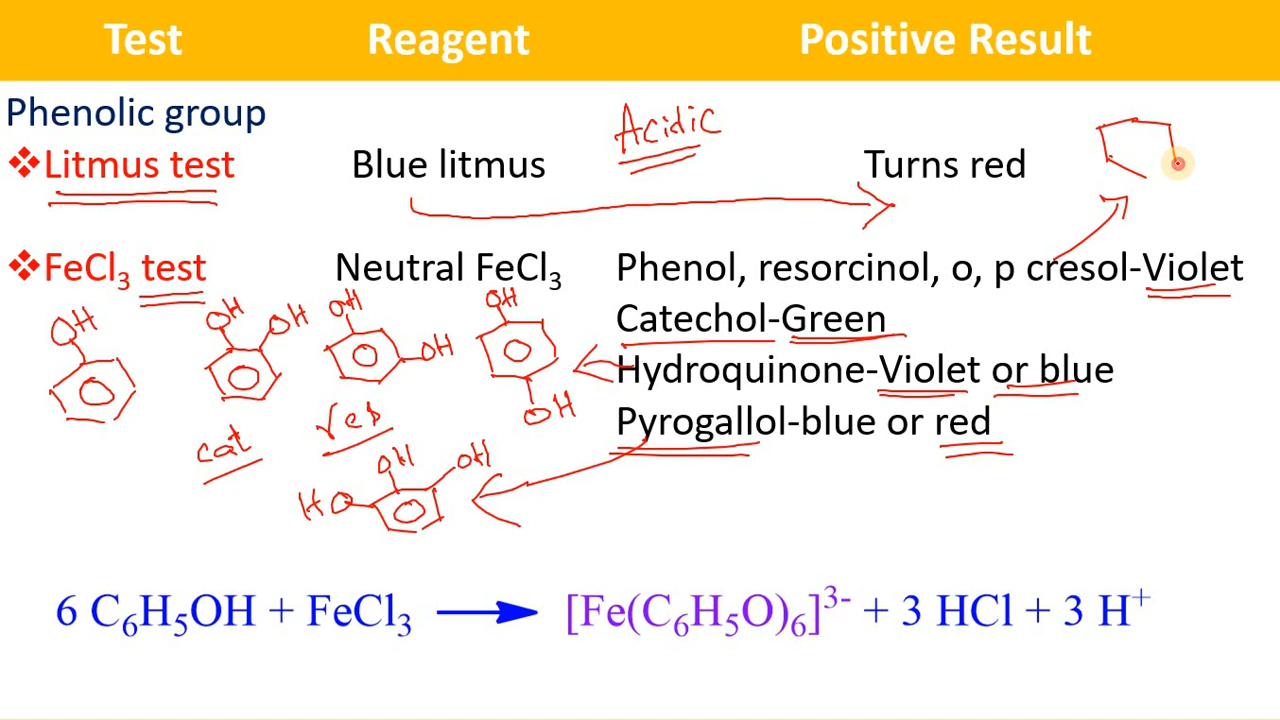 Test Reagent Positive Result
Phenolic group
Acidic
❖Litmus test Blue litmus Turns red
❖FeCl₃ test Neutral FeCl₃ Phenol, resorcinol, o, p cresol-Violet
Catechol-Green
Hydroquinone-Violet or blue
Pyrogallol-blue or red
OH OH OH OH OH OH
OH
cat res
OH OH
HO
6 C₆H₅OH + FeCl₃ → [Fe(C₆H₅O)₆]³⁻ + 3 HCl + 3 H⁺